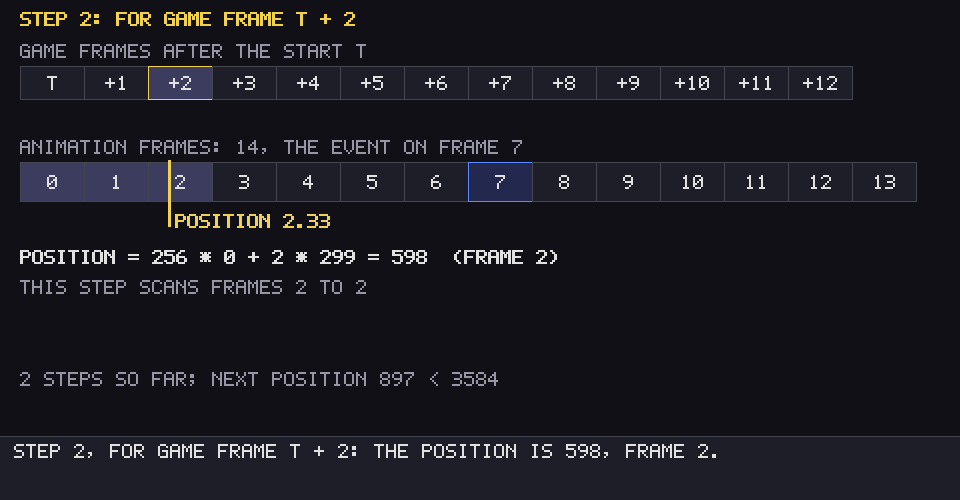 STEP 2: FOR GAME FRAME T + 2
GAME FRAMES AFTER THE START T
T +1 +2 +3 +4 +5 +6 +7 +8 +9 +10 +11 +12
ANIMATION FRAMES: 14, THE EVENT ON FRAME 7
0 1 2 3 4 5 6 7 8 9 10 11 12 13
POSITION 2.33
POSITION = 256 * 0 + 2 * 299 = 598 (FRAME 2)
THIS STEP SCANS FRAMES 2 TO 2
2 STEPS SO FAR; NEXT POSITION 897 < 3584
STEP 2, FOR GAME FRAME T + 2: THE POSITION IS 598, FRAME 2.